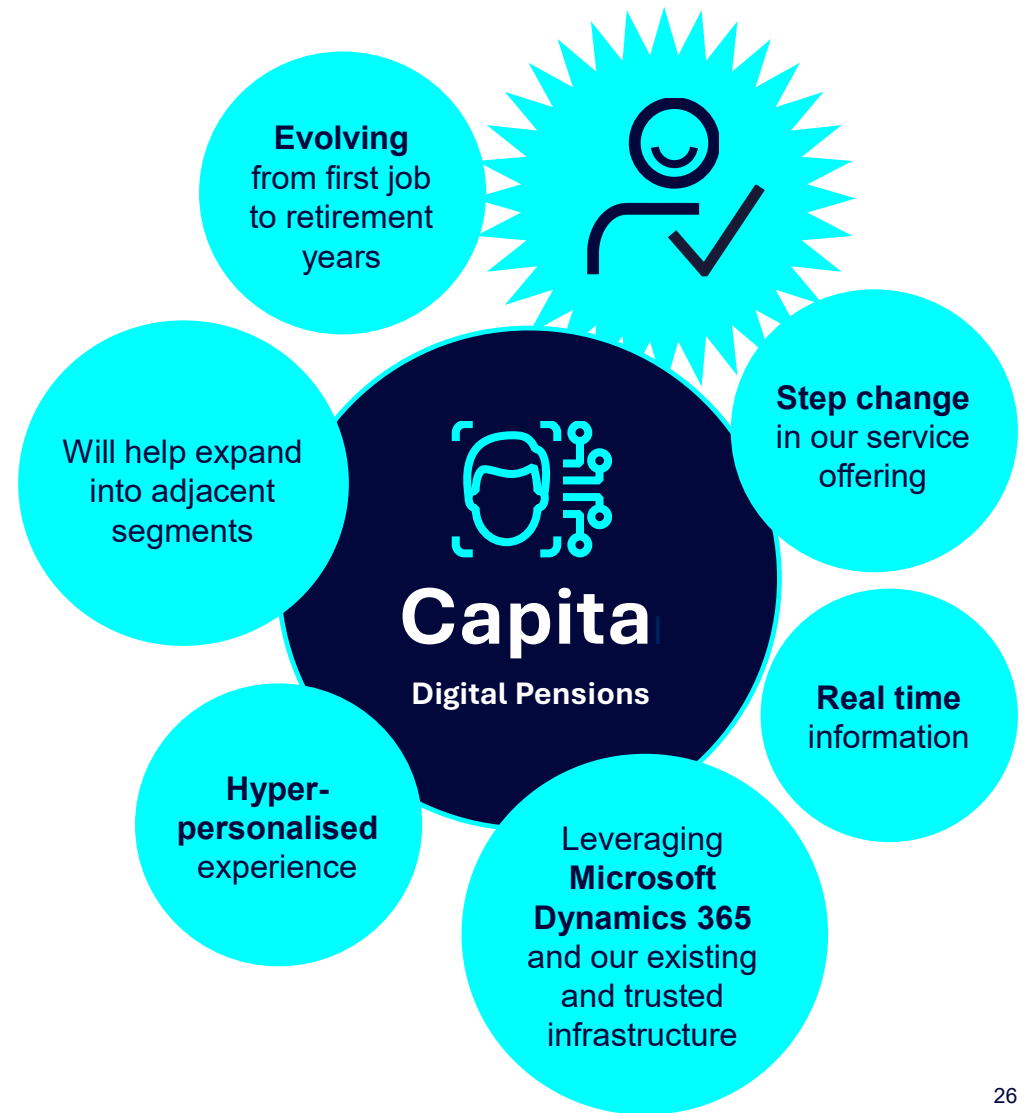 Evolving
from first job
to retirement
years
Step change
in our service
offering
Will help expand
into adjacent
segments
Capita
Digital Pensions
Real time
information
Hyper-
personalised
experience
Leveraging
Microsoft
Dynamics 365
and our existing
and trusted
infrastructure
26